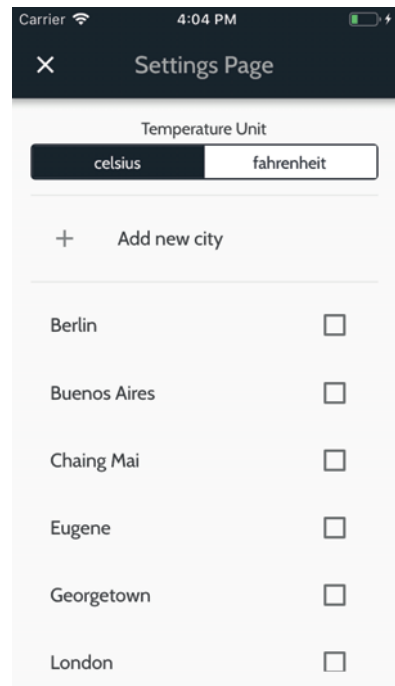 Carrier 4:04 PM
Settings Page
Temperature Unit
celsius fahrenheit
Add new city
Berlin
Buenos Aires
Chaing Mai
Eugene
Georgetown
London